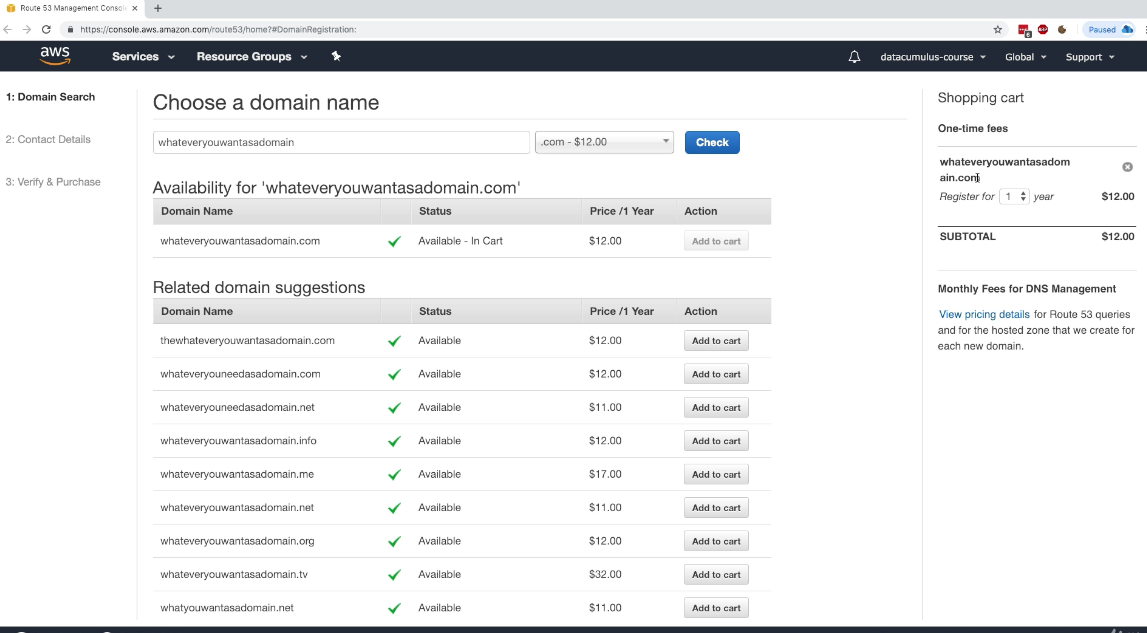 Route 53 Management Consol
https://console.aws.amazon.com/route53/home?#DomainRegistration:
Paused
aws
Services
Resource Groups
datacumulus-course
Global
Support
1: Domain Search
2: Contact Details
3: Verify & Purchase
Choose a domain name
whateveryouwantasadomain
.com - $12.00
Check
Availability for 'whateveryouwantasadomain.com'
Domain Name Status Price /1 Year Action
whateveryouwantasadomain.com Available - In Cart $12.00 Add to cart
Related domain suggestions
Domain Name Status Price /1 Year Action
thewhateveryouwantasadomain.com Available $12.00 Add to cart
whateveryouneedasadomain.com Available $12.00 Add to cart
whateveryouneedasadomain.net Available $11.00 Add to cart
whateveryouwantasadomain.info Available $12.00 Add to cart
whateveryouwantasadomain.me Available $17.00 Add to cart
whateveryouwantasadomain.net Available $11.00 Add to cart
whateveryouwantasadomain.org Available $12.00 Add to cart
whateveryouwantasadomain.tv Available $32.00 Add to cart
whatyouwantasadomain.net Available $11.00 Add to cart
Shopping cart
One-time fees
whateveryouwantasadom
ain.com
Register for 1 year $12.00
SUBTOTAL $12.00
Monthly Fees for DNS Management
View pricing details for Route 53 queries
and for the hosted zone that we create for
each new domain.